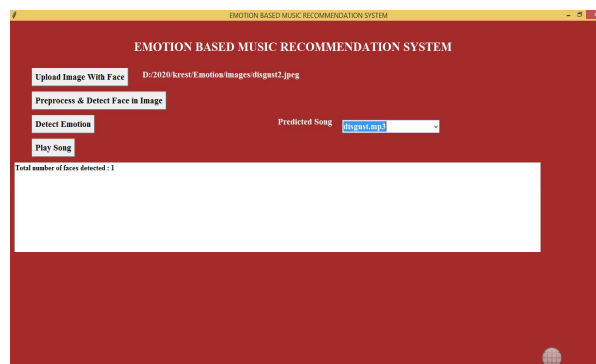 EMOTION BASED MUSIC RECOMMENDATION SYSTEM
EMOTION BASED MUSIC RECOMMENDATION SYSTEM
Upload Image With Face D:/2020/krest/Emotion/images/disgust2.jpeg
Preprocess & Detect Face in Image
Detect Emotion Predicted Song disgust.mp3
Play Song
Total number of faces detected : 1